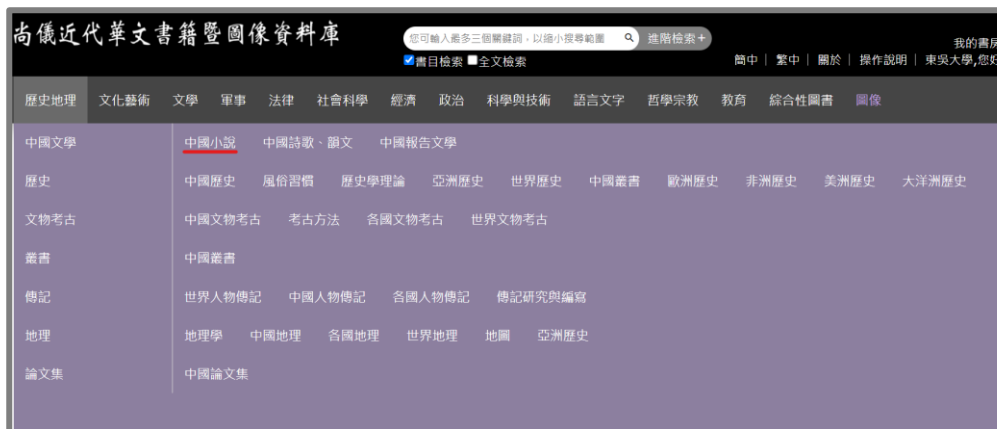 尚儀近代華文書籍暨圖像資料庫
您可輸入最多三個關鍵詞，以縮小搜尋範圍 進階檢索+
書目檢索 全文檢索
我的書房
簡中 | 繁中 | 關於 | 操作說明 | 東吳大學,您好
歷史地理 文化藝術 文學 軍事 法律 社會科學 經濟 政治 科學與技術 語言文字 哲學宗教 教育 綜合性圖書 圖像
中國文學 中國小說 中國詩歌、韻文 中國報告文學
歷史 中國歷史 風俗習慣 歷史學理論 亞洲歷史 世界歷史 中國叢書 歐洲歷史 非洲歷史 美洲歷史 大洋洲歷史
文物考古 中國文物考古 考古方法 各國文物考古 世界文物考古
叢書 中國叢書
傳記 世界人物傳記 中國人物傳記 各國人物傳記 傳記研究與編寫
地理 地理學 中國地理 各國地理 世界地理 地圖 亞洲歷史
論文集 中國論文集